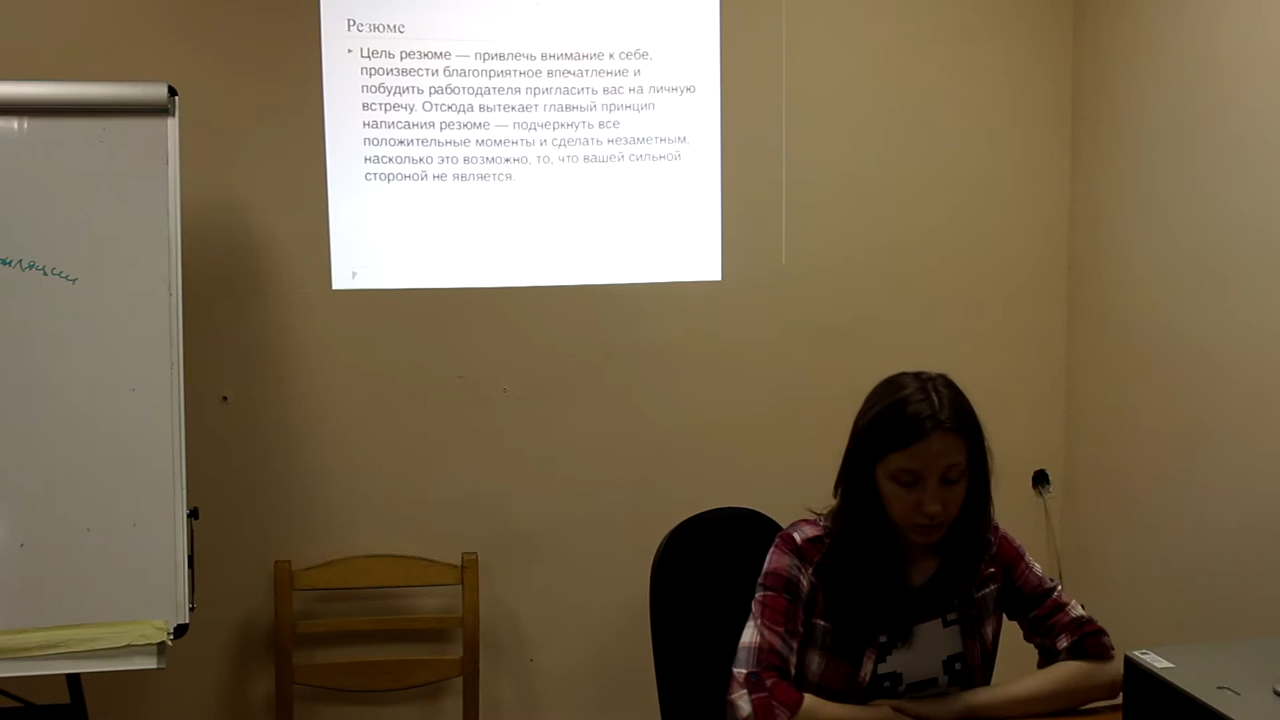 Резюме
Цель резюме — привлечь внимание к себе,
произвести благоприятное впечатление и
побудить работодателя пригласить вас на личную
встречу. Отсюда вытекает главный принцип
написания резюме — подчеркнуть все
положительные моменты и сделать незаметным,
насколько это возможно, то, что вашей сильной
стороной не является.